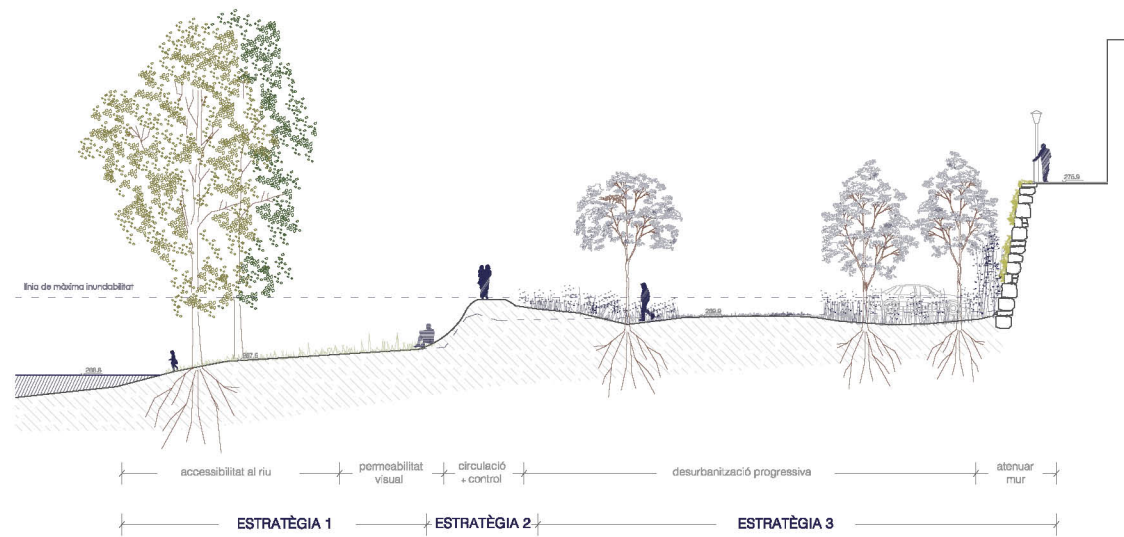 línia de màxima inundabilitat
accessibilitat al riu
permeabilitat
visual
circulació
+ control
desurbanització progressiva
atenuar
mur
ESTRATÈGIA 1
ESTRATÈGIA 2
ESTRATÈGIA 3